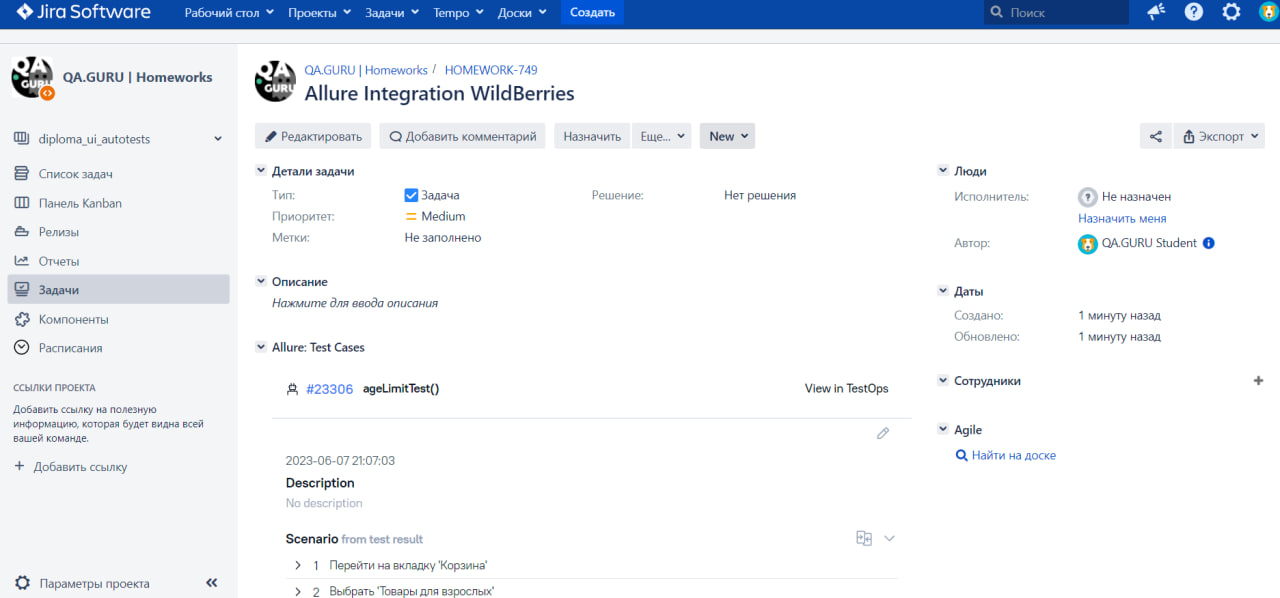 Jira Software Рабочий стол Проекты Задачи Tempo Доски Создать Поиск
QA.GURU | Homeworks
diploma_ui_autotests
Список задач
Панель Kanban
Релизы
Отчеты
Задачи
Компоненты
Расписания
ССЫЛКИ ПРОЕКТА
Добавить ссылку на полезную
информацию, которая будет видна всей
вашей команде.
+ Добавить ссылку
Параметры проекта
QA.GURU | Homeworks / HOMEWORK-749
Allure Integration WildBerries
Редактировать Добавить комментарий Назначить Еще... New Экспорт
Детали задачи
Тип: Задача Решение: Нет решения
Приоритет: Medium
Метки: Не заполнено
Описание
Нажмите для ввода описания
Allure: Test Cases
#23306 ageLimitTest() View in TestOps
2023-06-07 21:07:03
Description
No description
Scenario from test result
1 Перейти на вкладку 'Корзина'
2 Выбрать 'Товары для взрослых'
Люди
Исполнитель: Не назначен
Назначить меня
Автор: QA.GURU Student
Даты
Создано: 1 минуту назад
Обновлено: 1 минуту назад
Сотрудники
Agile
Найти на доске